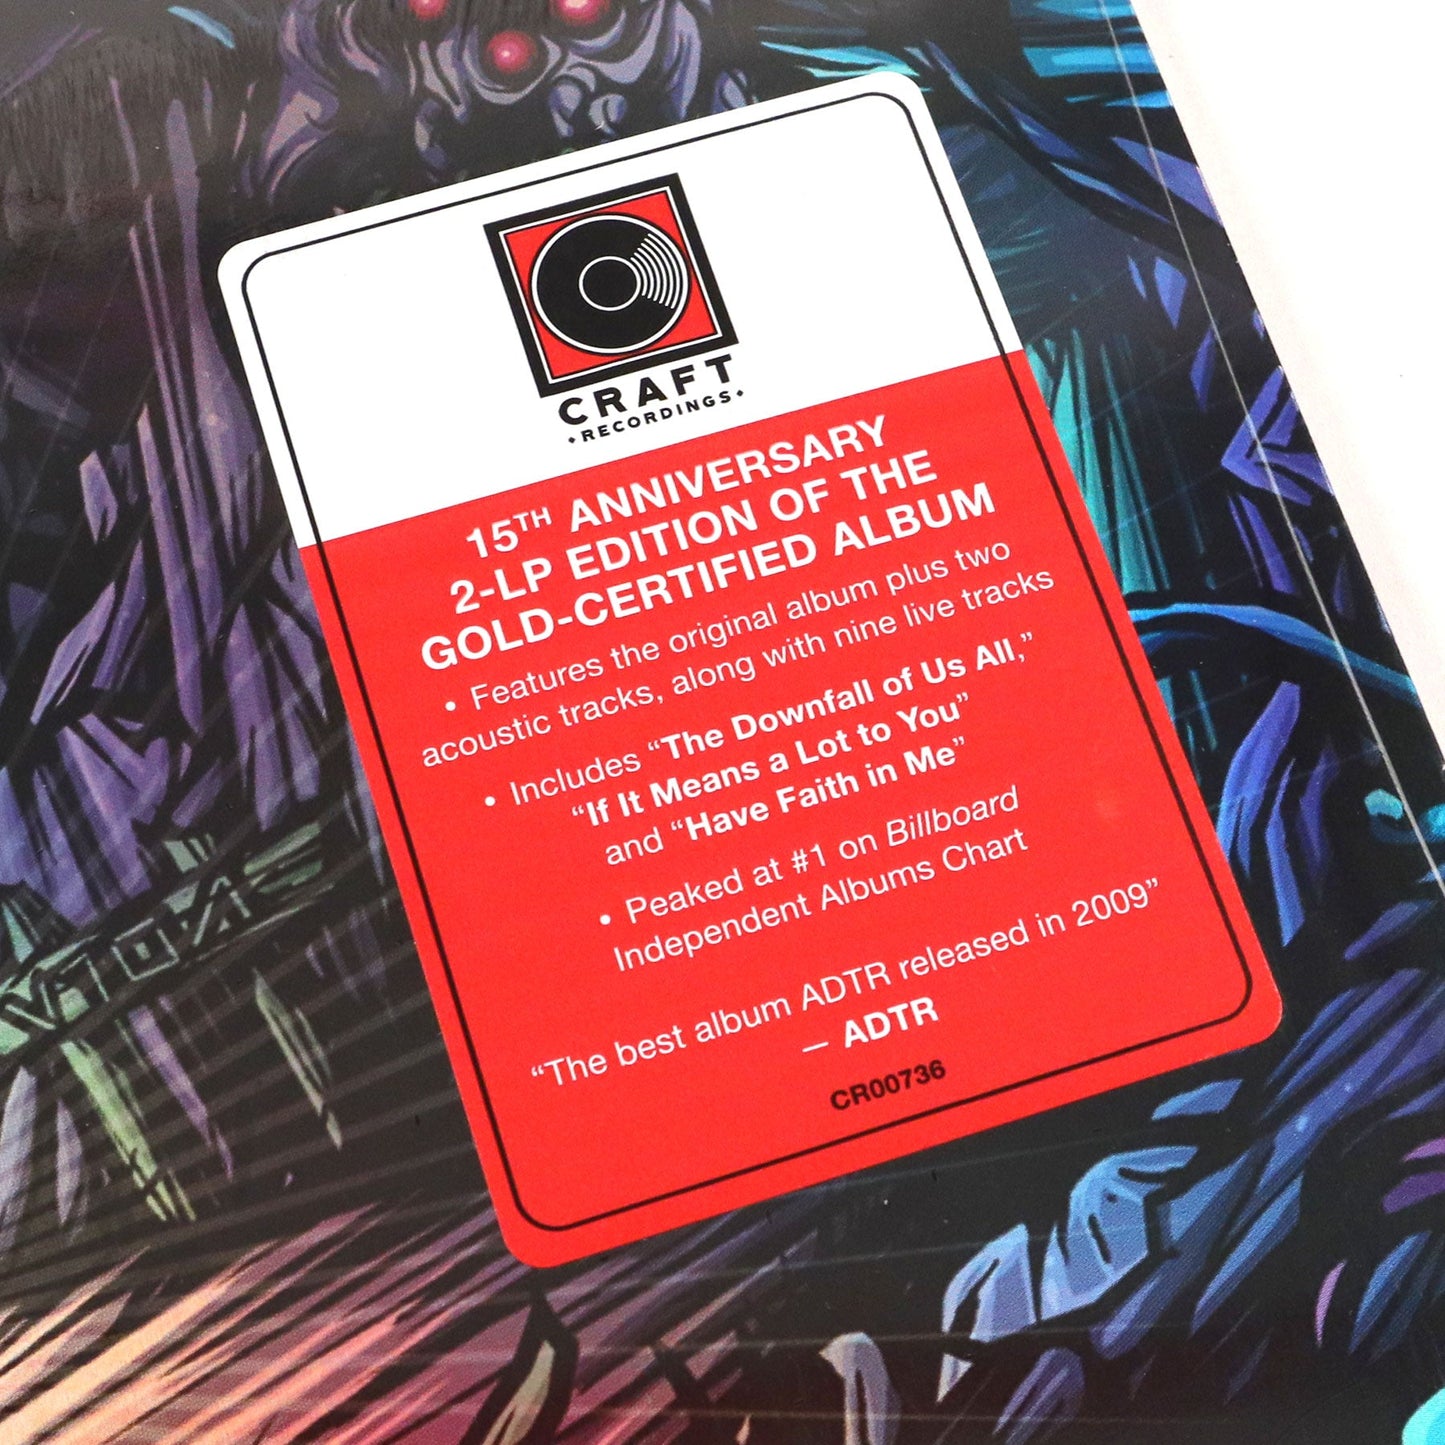 CRAFT
RECORDINGS
15TH ANNIVERSARY
2-LP EDITION OF THE
GOLD-CERTIFIED ALBUM
• Features the original album plus two
acoustic tracks, along with nine live tracks
• Includes “The Downfall of Us All,”
“If It Means a Lot to You”
and “Have Faith in Me”
• Peaked at #1 on Billboard
Independent Albums Chart
“The best album ADTR released in 2009”
— ADTR
CR00736